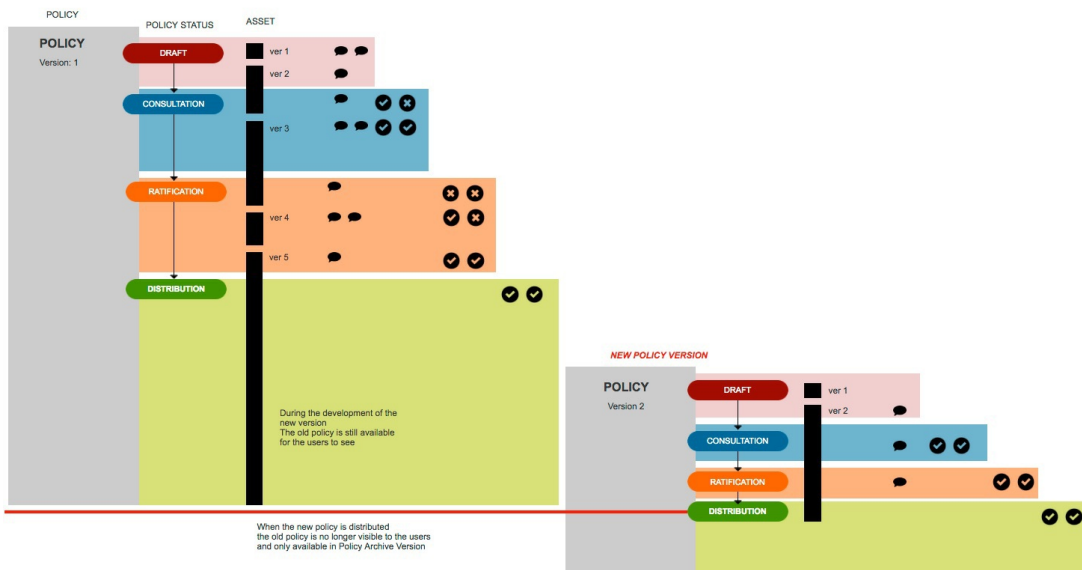 POLICY
POLICY STATUS
ASSET
POLICY
Version: 1
DRAFT
ver 1
ver 2
CONSULTATION
ver 3
RATIFICATION
ver 4
ver 5
DISTRIBUTION
During the development of the
new version
The old policy is still available
for the users to see
NEW POLICY VERSION
POLICY
Version 2
DRAFT
ver 1
ver 2
CONSULTATION
RATIFICATION
DISTRIBUTION
When the new policy is distributed
the old policy is no longer visible to the users
and only available in Policy Archive Version